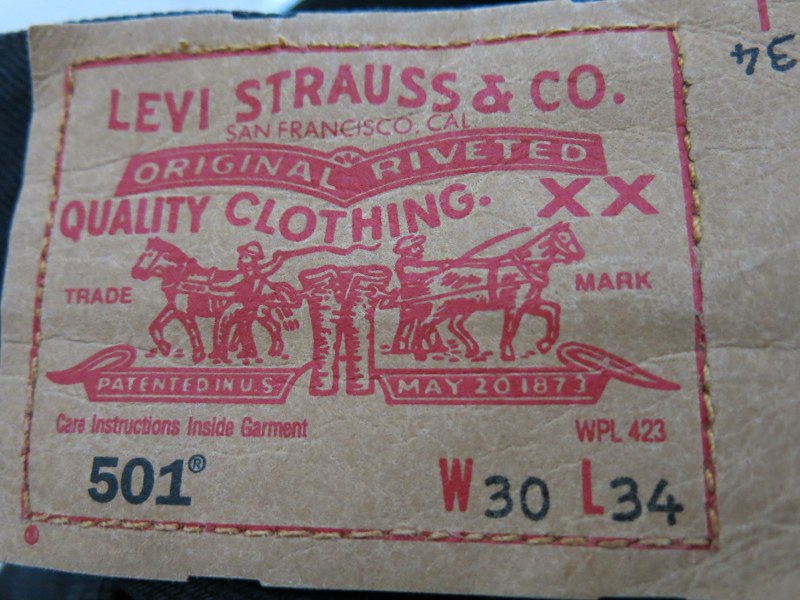 LEVI STRAUSS & CO.
SAN FRANCISCO, CAL
ORIGINAL RIVETED
QUALITY CLOTHING. XX
TRADE MARK
PATENTED IN U.S MAY 20 1873
Care Instructions Inside Garment WPL 423
501® W30 L34
34